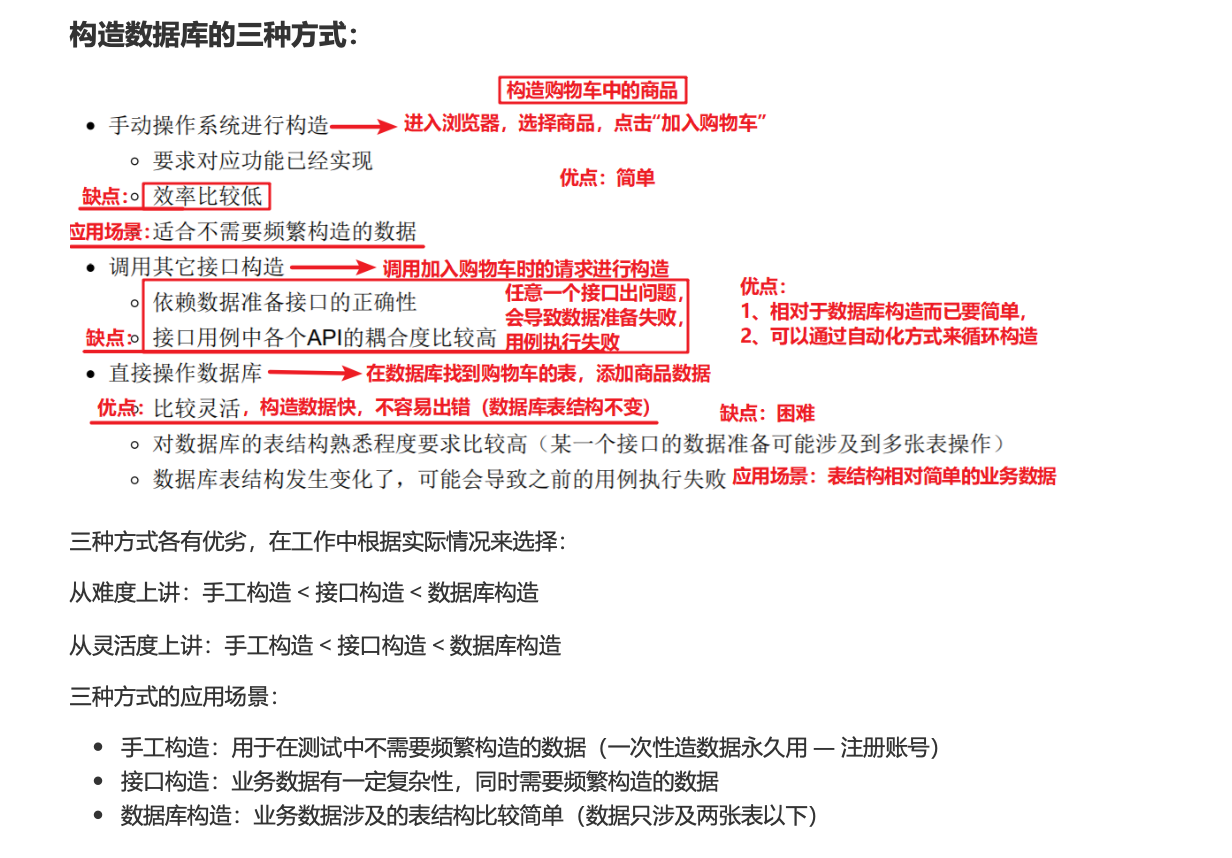 构造数据库的三种方式：
构造购物车中的商品
手动操作系统进行构造 进入浏览器，选择商品，点击“加入购物车”
要求对应功能已经实现
优点：简单
缺点： 效率比较低
应用场景：适合不需要频繁构造的数据
调用其它接口构造 调用加入购物车时的请求进行构造
依赖数据准备接口的正确性
任意一个接口出问题，
会导致数据准备失败，
用例执行失败
优点：
1、相对于数据库构造而已要简单，
2、可以通过自动化方式来循环构造
缺点： 接口用例中各个API的耦合度比较高
直接操作数据库 在数据库找到购物车的表，添加商品数据
优点：比较灵活，构造数据快，不容易出错（数据库表结构不变）
缺点：困难
对数据库的表结构熟悉程度要求比较高（某一个接口的数据准备可能涉及到多张表操作）
数据库表结构发生变化了，可能会导致之前的用例执行失败 应用场景：表结构相对简单的业务数据
三种方式各有优劣，在工作中根据实际情况来选择：
从难度上讲：手工构造 < 接口构造 < 数据库构造
从灵活度上讲：手工构造 < 接口构造 < 数据库构造
三种方式的应用场景：
手工构造：用于在测试中不需要频繁构造的数据（一次性造数据永久用 — 注册账号）
接口构造：业务数据有一定复杂性，同时需要频繁构造的数据
数据库构造：业务数据涉及的表结构比较简单（数据只涉及两张表以下）